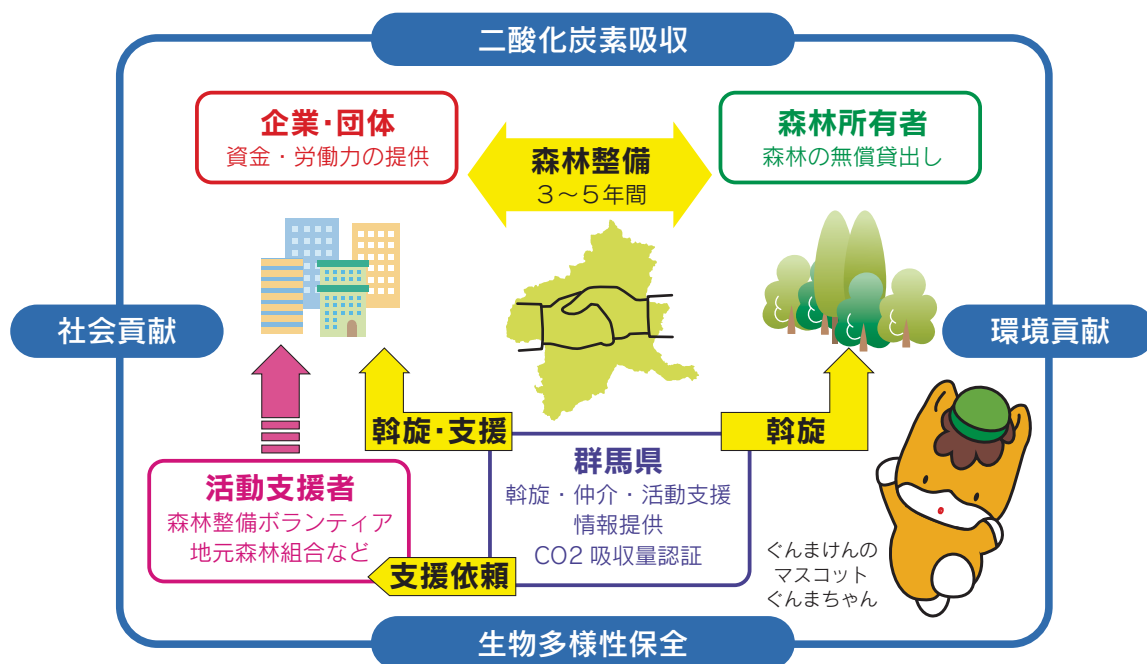 二酸化炭素吸収
企業・団体
資金・労働力の提供
森林整備
３～５年間
森林所有者
森林の無償貸出し
社会貢献
環境貢献
斡旋・支援
斡旋
活動支援者
森林整備ボランティア
地元森林組合など
群馬県
斡旋・仲介・活動支援
情報提供
CO2 吸収量認証
支援依頼
ぐんまけんの
マスコット
ぐんまちゃん
生物多様性保全